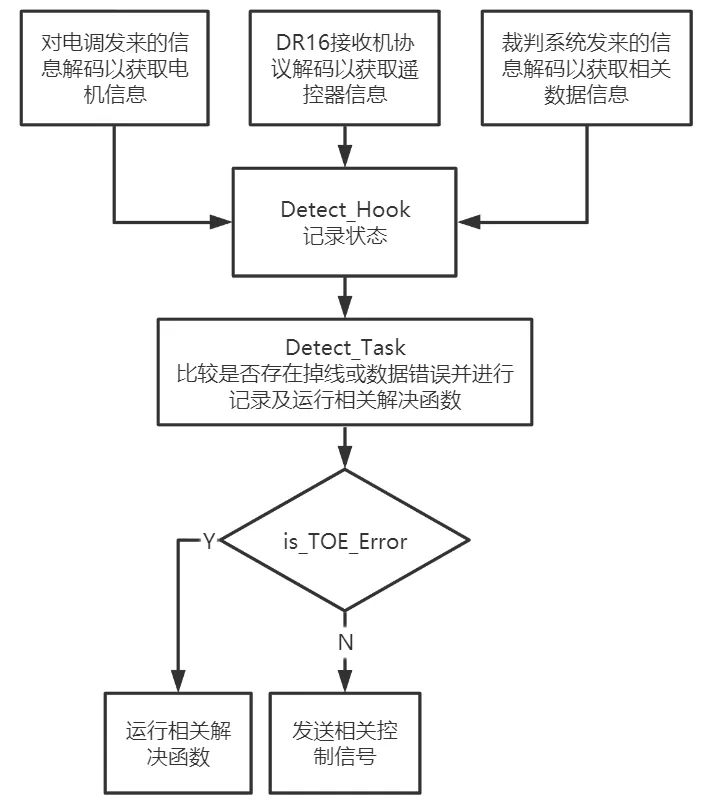 对电调发来的信
息解码以获取电
机信息
DR16接收机协
议解码以获取遥
控器信息
裁判系统发来的信
息解码以获取相关
数据信息
Detect_Hook
记录状态
Detect_Task
比较是否存在掉线或数据错误并进行
记录及运行相关解决函数
is_TOE_Error
Y
N
运行相关解
决函数
发送相关控
制信号